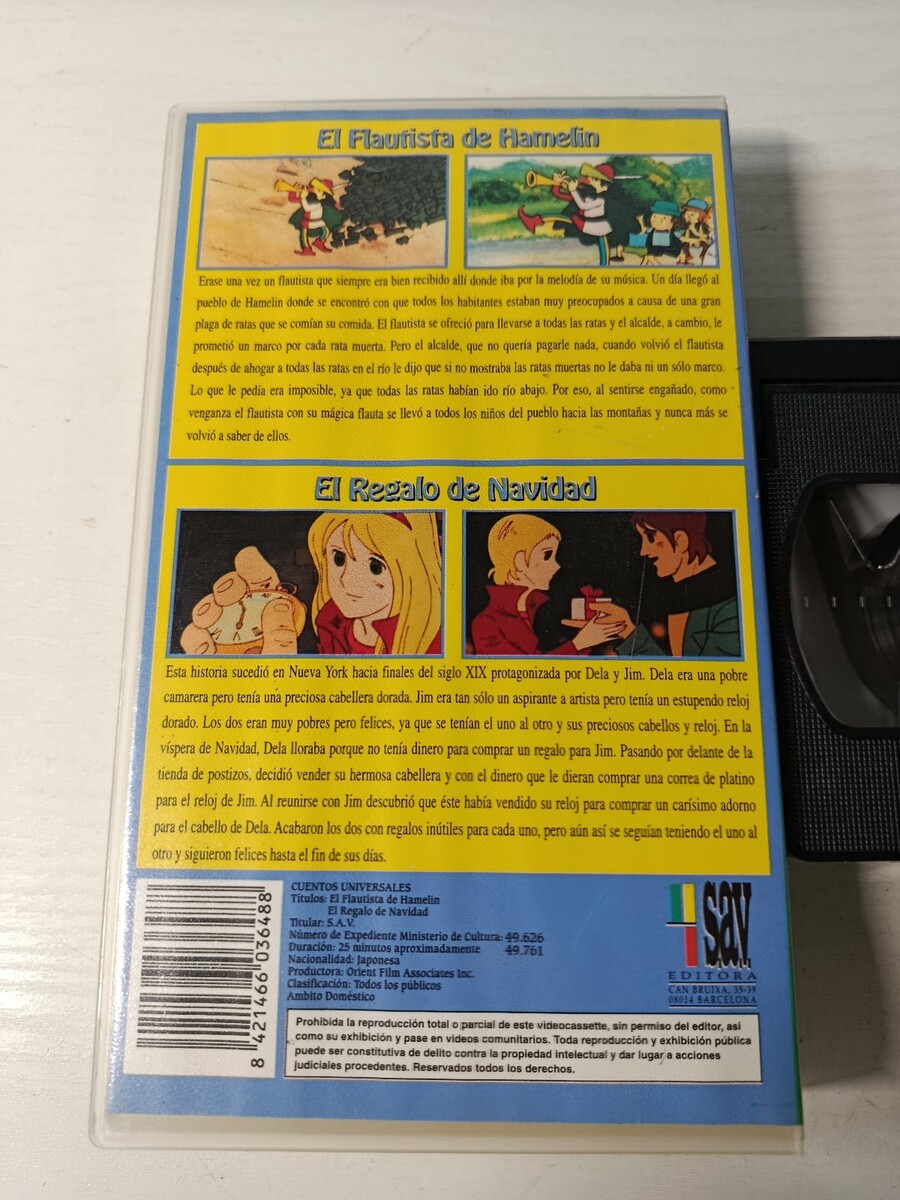 El Flautista de Hamelin
Erase una vez un flautista que siempre era bien recibido allí donde iba por la melodía de su música. Un día llegó al
pueblo de Hamelin donde se encontró con que todos los habitantes estaban muy preocupados a causa de una gran
plaga de ratas que se comían su comida. El flautista se ofreció para llevarse a todas las ratas y el alcalde, a cambio, le
prometió un marco por cada rata muerta. Pero el alcalde, que no quería pagarle nada, cuando volvió el flautista
después de ahogar a todas las ratas en el río le dijo que si no mostraba las ratas muertas no le daba ni un sólo marco.
Lo que le pedía era imposible, ya que todas las ratas habían ido río abajo. Por eso, al sentirse engañado, como
venganza el flautista con su mágica flauta se llevó a todos los niños del pueblo hacia las montañas y nunca más se
volvió a saber de ellos.
El Regalo de Navidad
Esta historia sucedió en Nueva York hacia finales del siglo XIX protagonizada por Dela y Jim. Dela era una pobre
camarera pero tenía una preciosa cabellera dorada. Jim era tan sólo un aspirante a artista pero tenía un estupendo reloj
dorado. Los dos eran muy pobres pero felices, ya que se tenían el uno al otro y sus preciosos cabellos y reloj. En la
víspera de Navidad, Dela lloraba porque no tenía dinero para comprar un regalo para Jim. Pasando por delante de la
tienda de postizos, decidió vender su hermosa cabellera y con el dinero que le dieran comprar una correa de platino
para el reloj de Jim. Al reunirse con Jim descubrió que éste había vendido su reloj para comprar un carísimo adorno
para el cabello de Dela. Acabaron los dos con regalos inútiles para cada uno, pero aún así se seguían teniendo el uno al
otro y siguieron felices hasta el fin de sus días.
CUENTOS UNIVERSALES
Títulos: El Flautista de Hamelin
El Regalo de Navidad
Titular: S.A.V.
Número de Expediente Ministerio de Cultura: 49.626
Duración: 25 minutos aproximadamente 49.761
Nacionalidad: Japonesa
Productora: Orient Film Associates Inc.
Clasificación: Todos los públicos
Ambito Doméstico
8 421466 036488
sav
EDITORA
CAN BRUIXA, 35-39
08014 BARCELONA
Prohibida la reproducción total o parcial de este videocassette, sin permiso del editor, asi
como su exhibición y pase en videos comunitarios. Toda reproducción y exhibición pública
puede ser constitutiva de delito contra la propiedad intelectual y dar lugar a acciones
judiciales procedentes. Reservados todos los derechos.